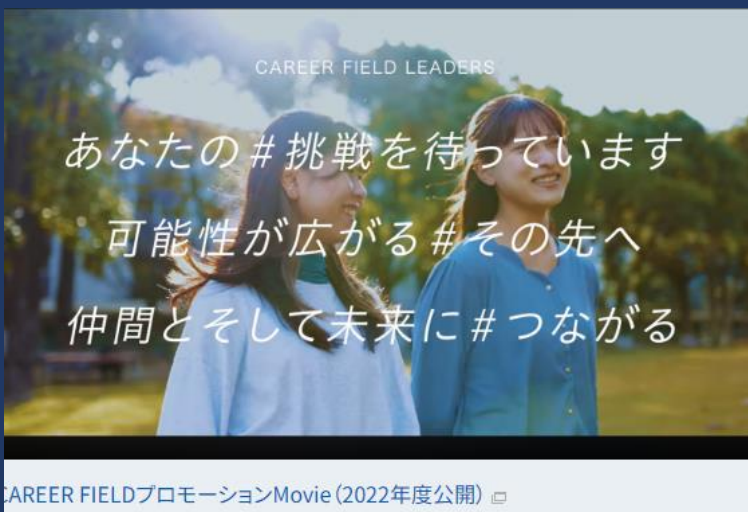 CAREER FIELD LEADERS
あなたの#挑戦を待っています
可能性が広がる#その先へ
仲間とそして未来に#つながる
CAREER FIELDプロモーションMovie（2022年度公開）